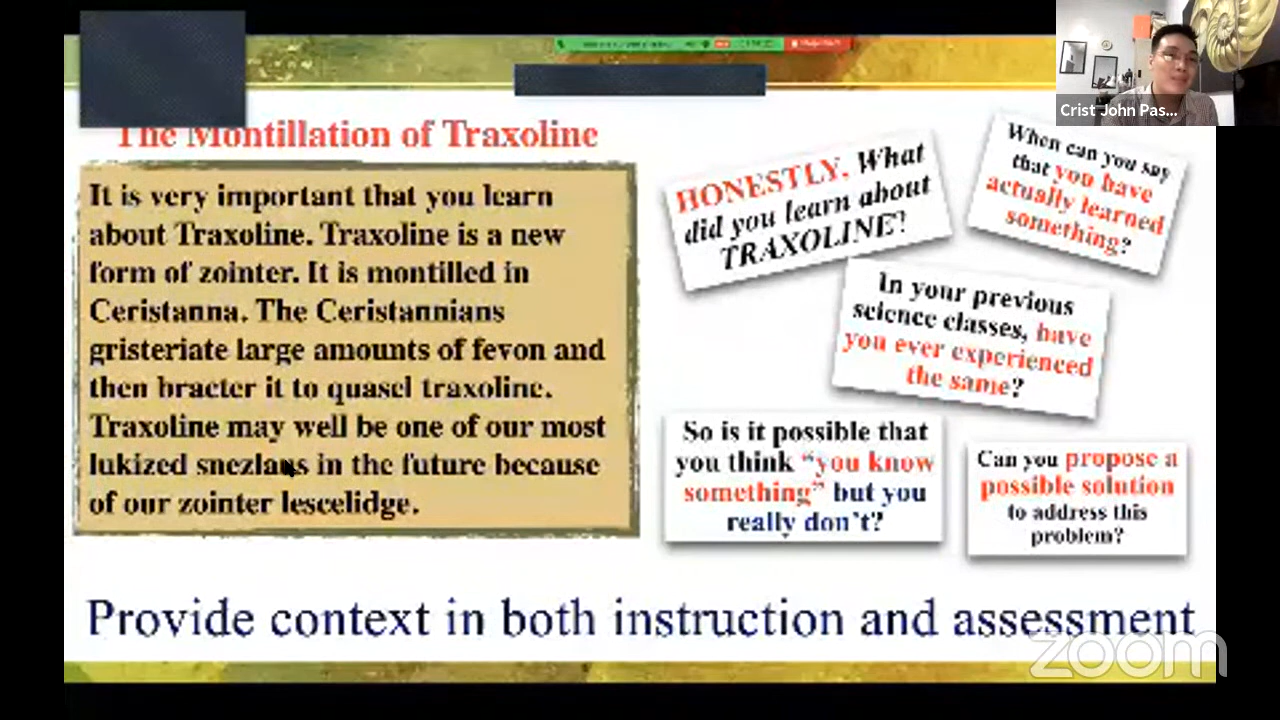 Crist John Pas...
The Montillation of Traxoline
It is very important that you learn
about Traxoline. Traxoline is a new
form of zointer. It is montilled in
Ceristanna. The Ceristannians
gristeriate large amounts of fevon and
then bracter it to quasel traxoline.
Traxoline may well be one of our most
lukized snezlaus in the future because
of our zointer lescelidge.
HONESTLY, What
did you learn about
TRAXOLINE?
When can you say
that you have
actually learned
something?
In your previous
science classes, have
you ever experienced
the same?
So is it possible that
you think “you know
something” but you
really don’t?
Can you propose a
possible solution
to address this
problem?
Provide context in both instruction and assessment
zoom